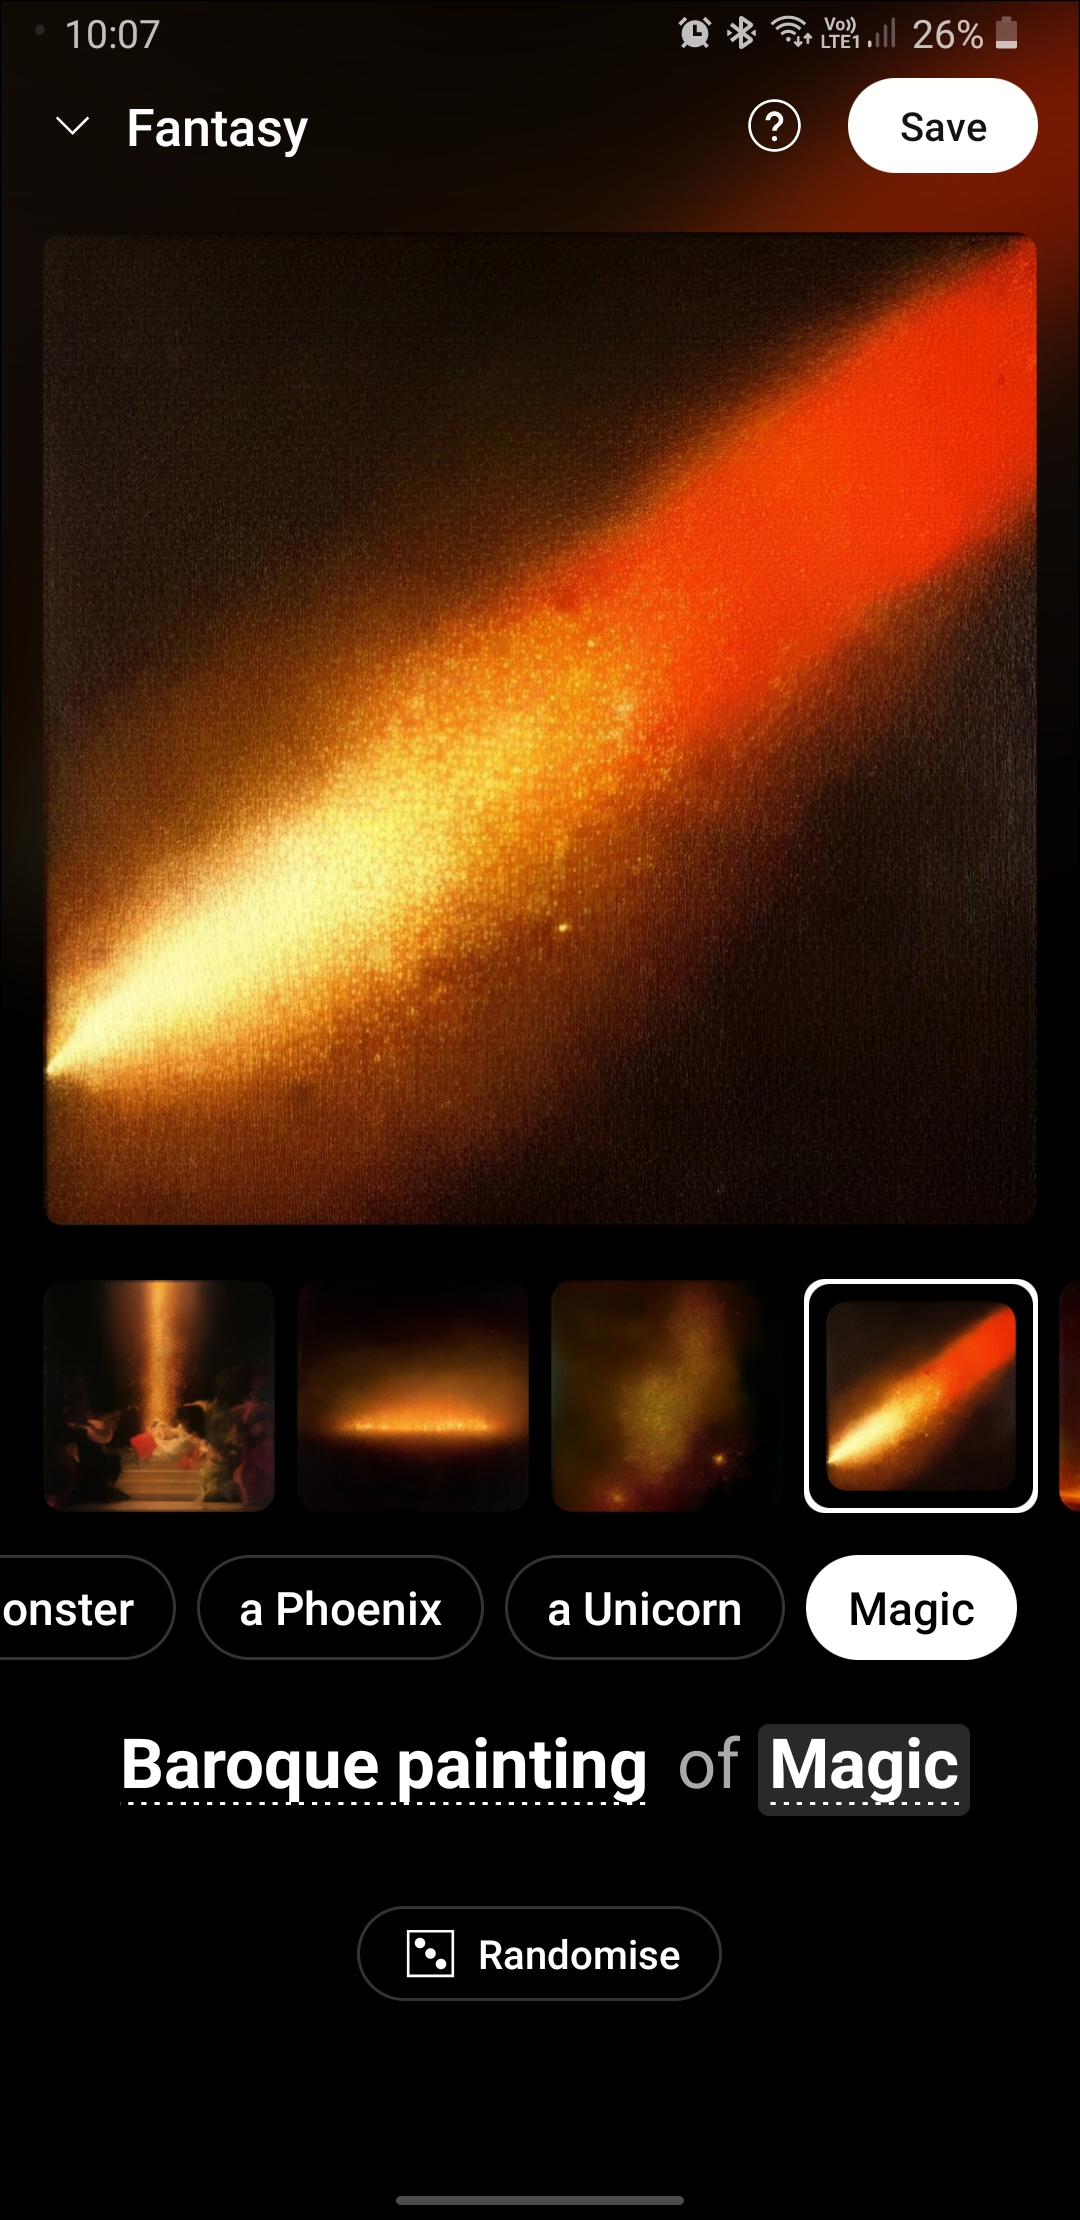 10:07 Vo)) LTE1 26%
Fantasy ? Save
onster a Phoenix a Unicorn Magic
Baroque painting of Magic
Randomise